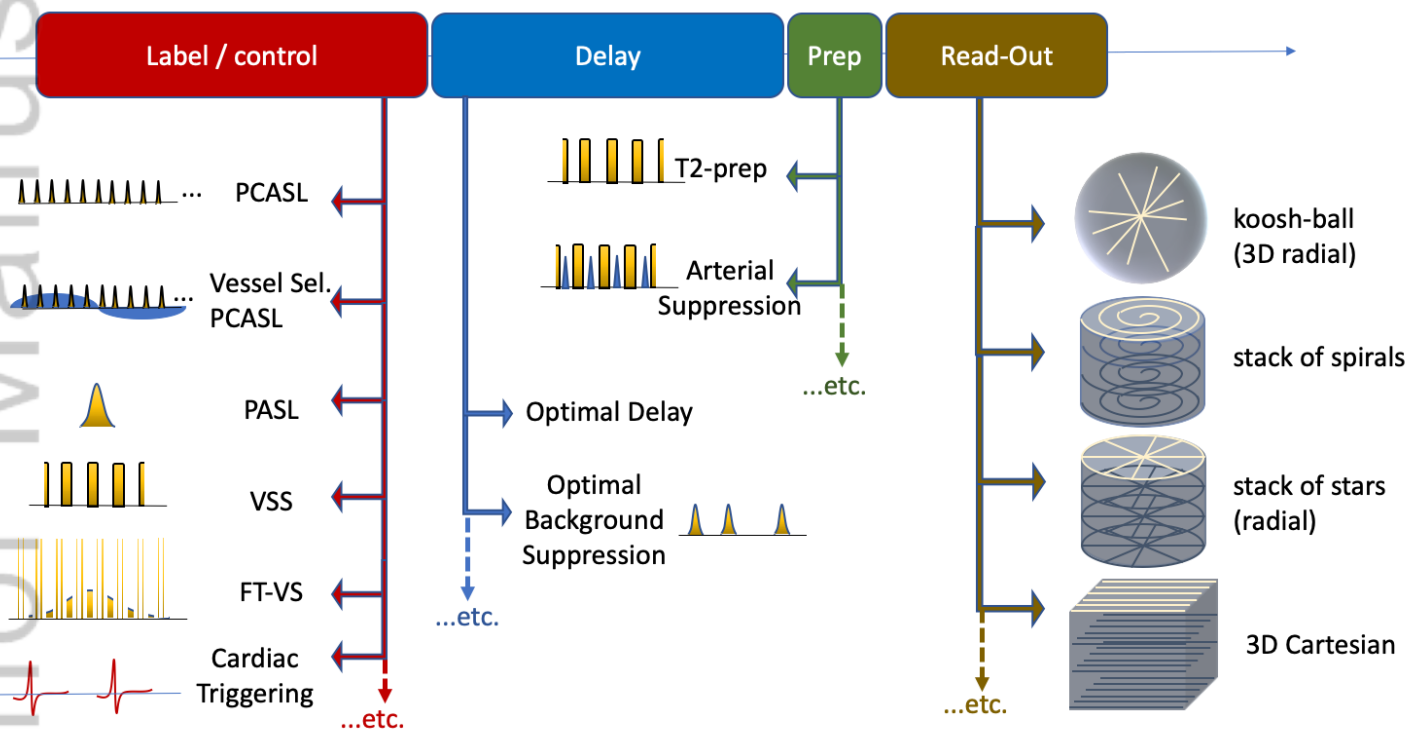 Label / control
Delay
Prep
Read-Out
... PCASL
Vessel Sel.
... PCASL
PASL
VSS
FT-VS
Cardiac
Triggering
...etc.
Optimal Delay
Optimal
Background
Suppression
...etc.
T2-prep
Arterial
Suppression
...etc.
koosh-ball
(3D radial)
stack of spirals
stack of stars
(radial)
3D Cartesian
...etc.